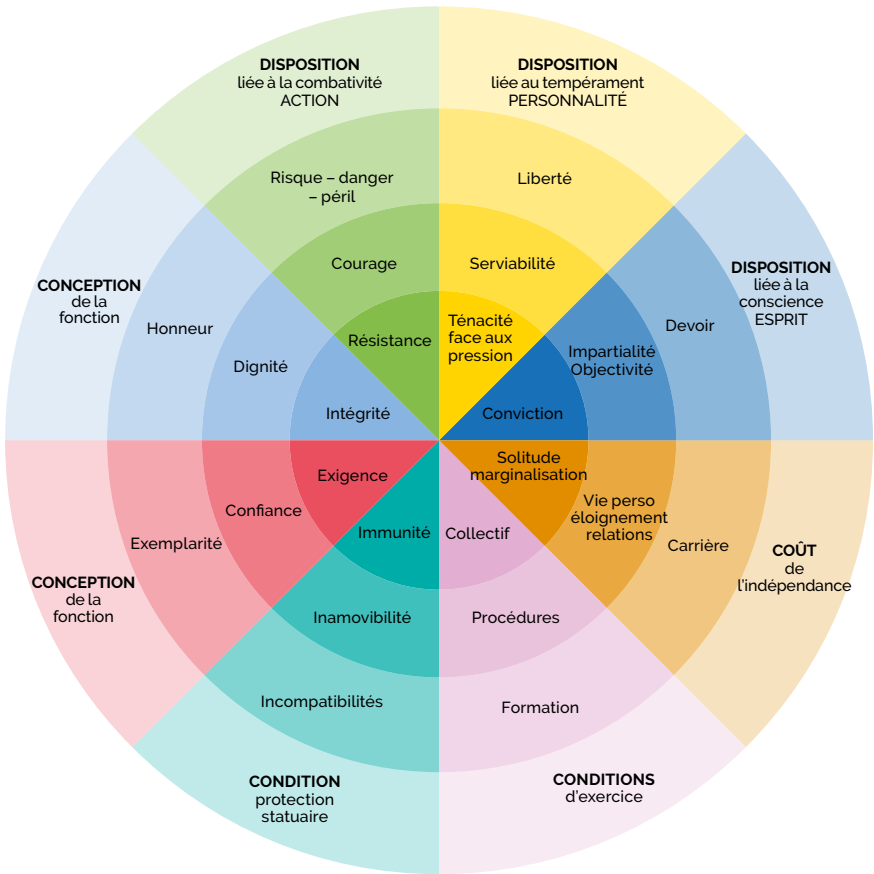 DISPOSITION
liée à la combativité
ACTION
Risque – danger
– péril
Courage
Résistance
DISPOSITION
liée au tempérament
PERSONNALITÉ
Liberté
Serviabilité
Ténacité
face aux
pression
DISPOSITION
liée à la
conscience
ESPRIT
Devoir
Impartialité
Objectivité
Conviction
COÛT
de
l'indépendance
Carrière
Vie perso
éloignement
relations
Solitude
marginalisation
CONDITIONS
d'exercice
Formation
Procédures
Collectif
CONDITION
protection
statuaire
Incompatibilités
Inamovibilité
Immunité
CONCEPTION
de la
fonction
Exemplarité
Confiance
Exigence
CONCEPTION
de la
fonction
Honneur
Dignité
Intégrité